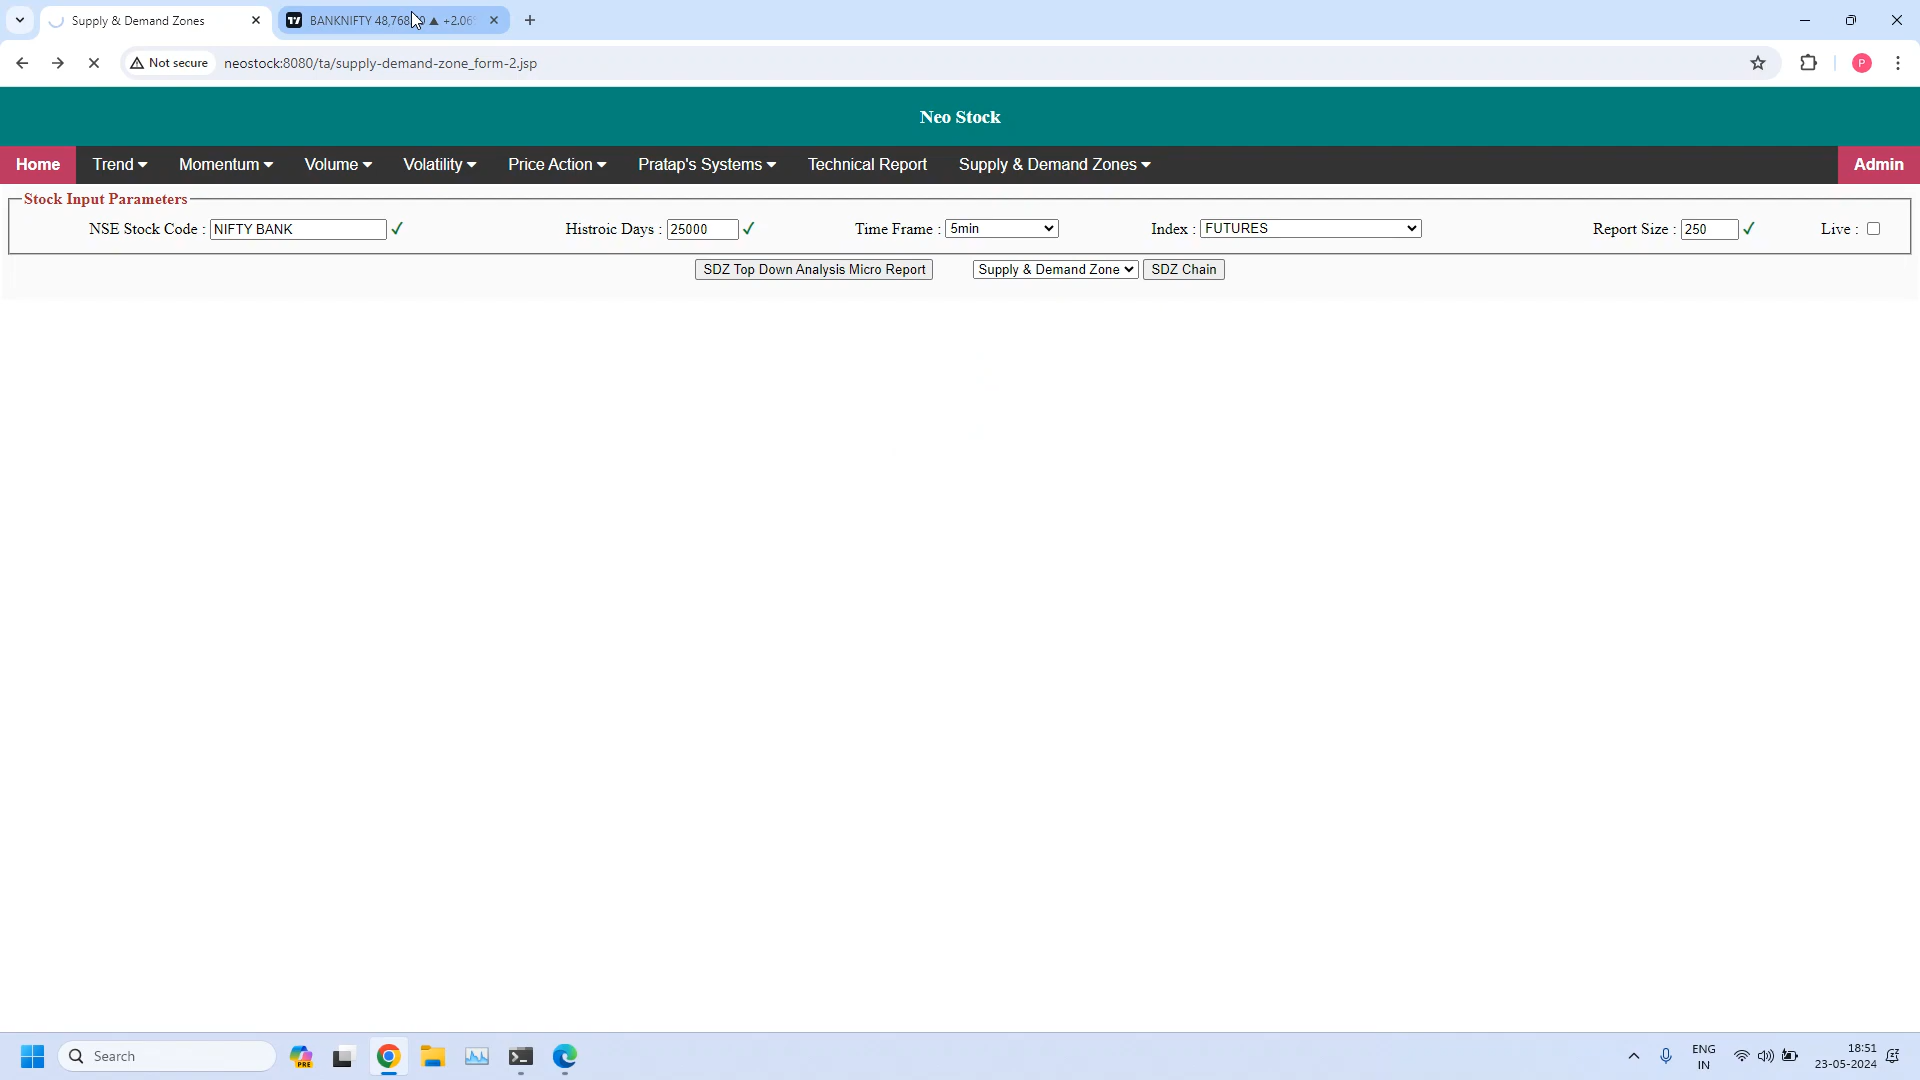 Supply & Demand Zones
BANKNIFTY 48,768 0 ▲ +2.06
Not secure
neostock:8080/ta/supply-demand-zone_form-2.jsp
P
Neo Stock
Home Trend Momentum Volume Volatility Price Action Pratap's Systems Technical Report Supply & Demand Zones Admin
Stock Input Parameters
NSE Stock Code : NIFTY BANK ✓ Histroic Days : 25000 ✓ Time Frame : 5min Index : FUTURES Report Size : 250 ✓ Live :
SDZ Top Down Analysis Micro Report Supply & Demand Zone SDZ Chain
Search
PRE
ENG
IN
18:51
23-05-2024